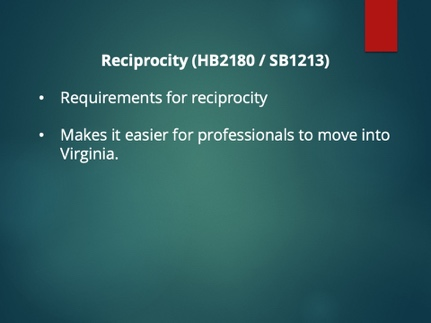 Reciprocity (HB2180 / SB1213)
• Requirements for reciprocity
• Makes it easier for professionals to move into
Virginia.